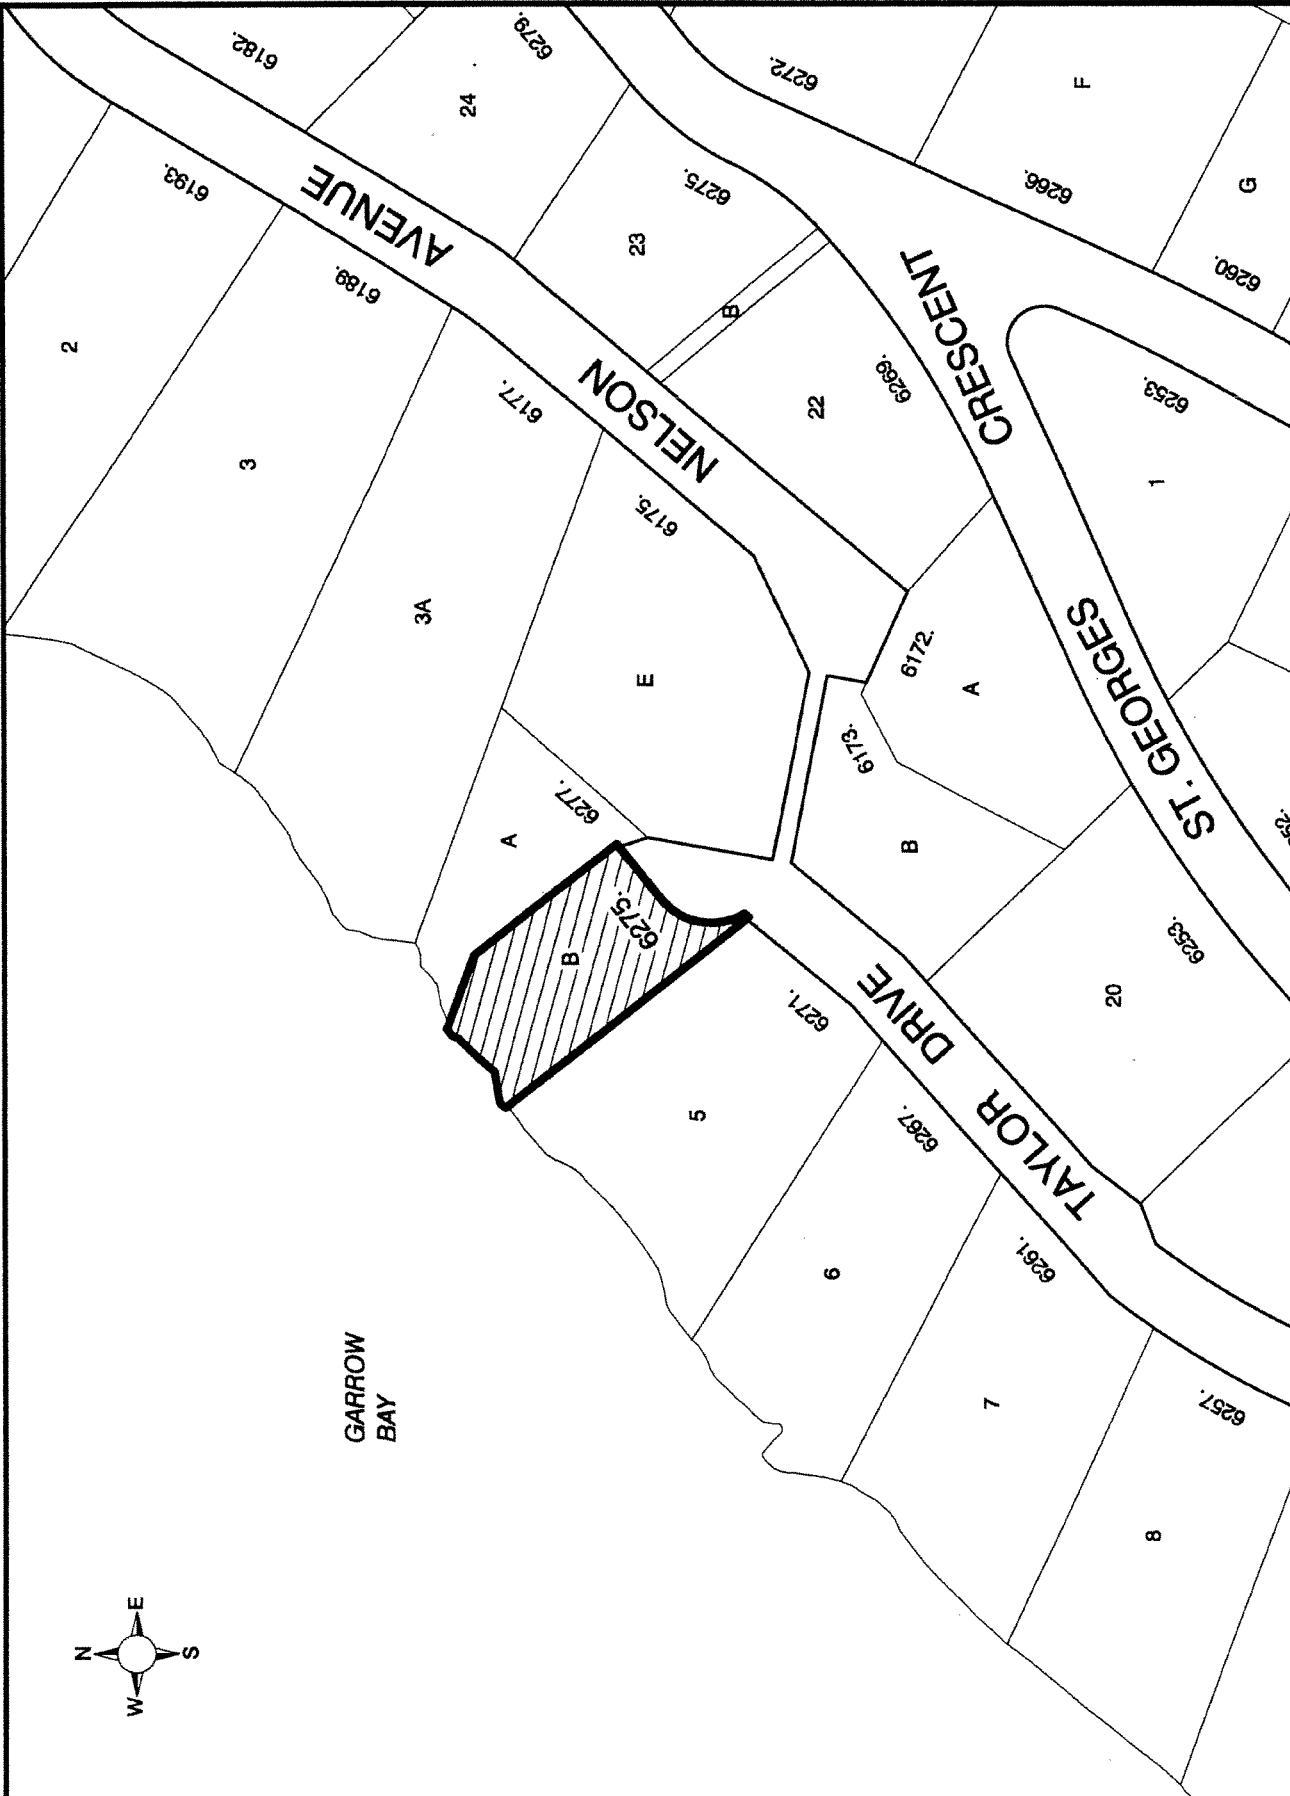 6182.
6279.
24
6272.
F
6193.
AVENUE
6275.
6266.
G
23
6189.
6260.
B
2
CRESCENT
NELSON
6269.
6177.
22
6253.
3
1
6175.
3A
E
6172.
A
ST. GEORGES
6173.
6277.
A
B
6275.
B
6253.
20
6271.
TAYLOR DRIVE
5
6267.
6
6261.
GARROW
BAY
7
6257.
8
N
E
W
S